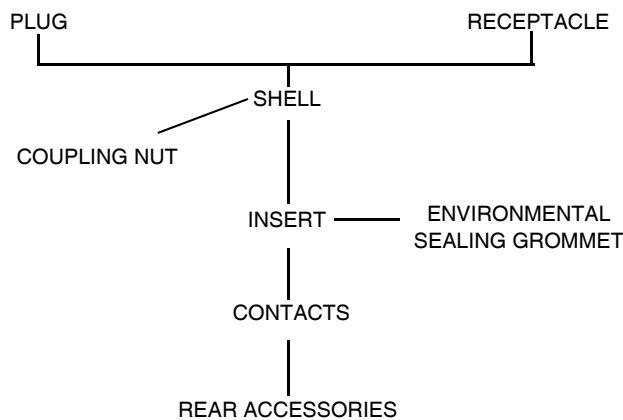 PLUG
RECEPTACLE
SHELL
COUPLING NUT
INSERT
ENVIRONMENTAL
SEALING GROMMET
CONTACTS
REAR ACCESSORIES